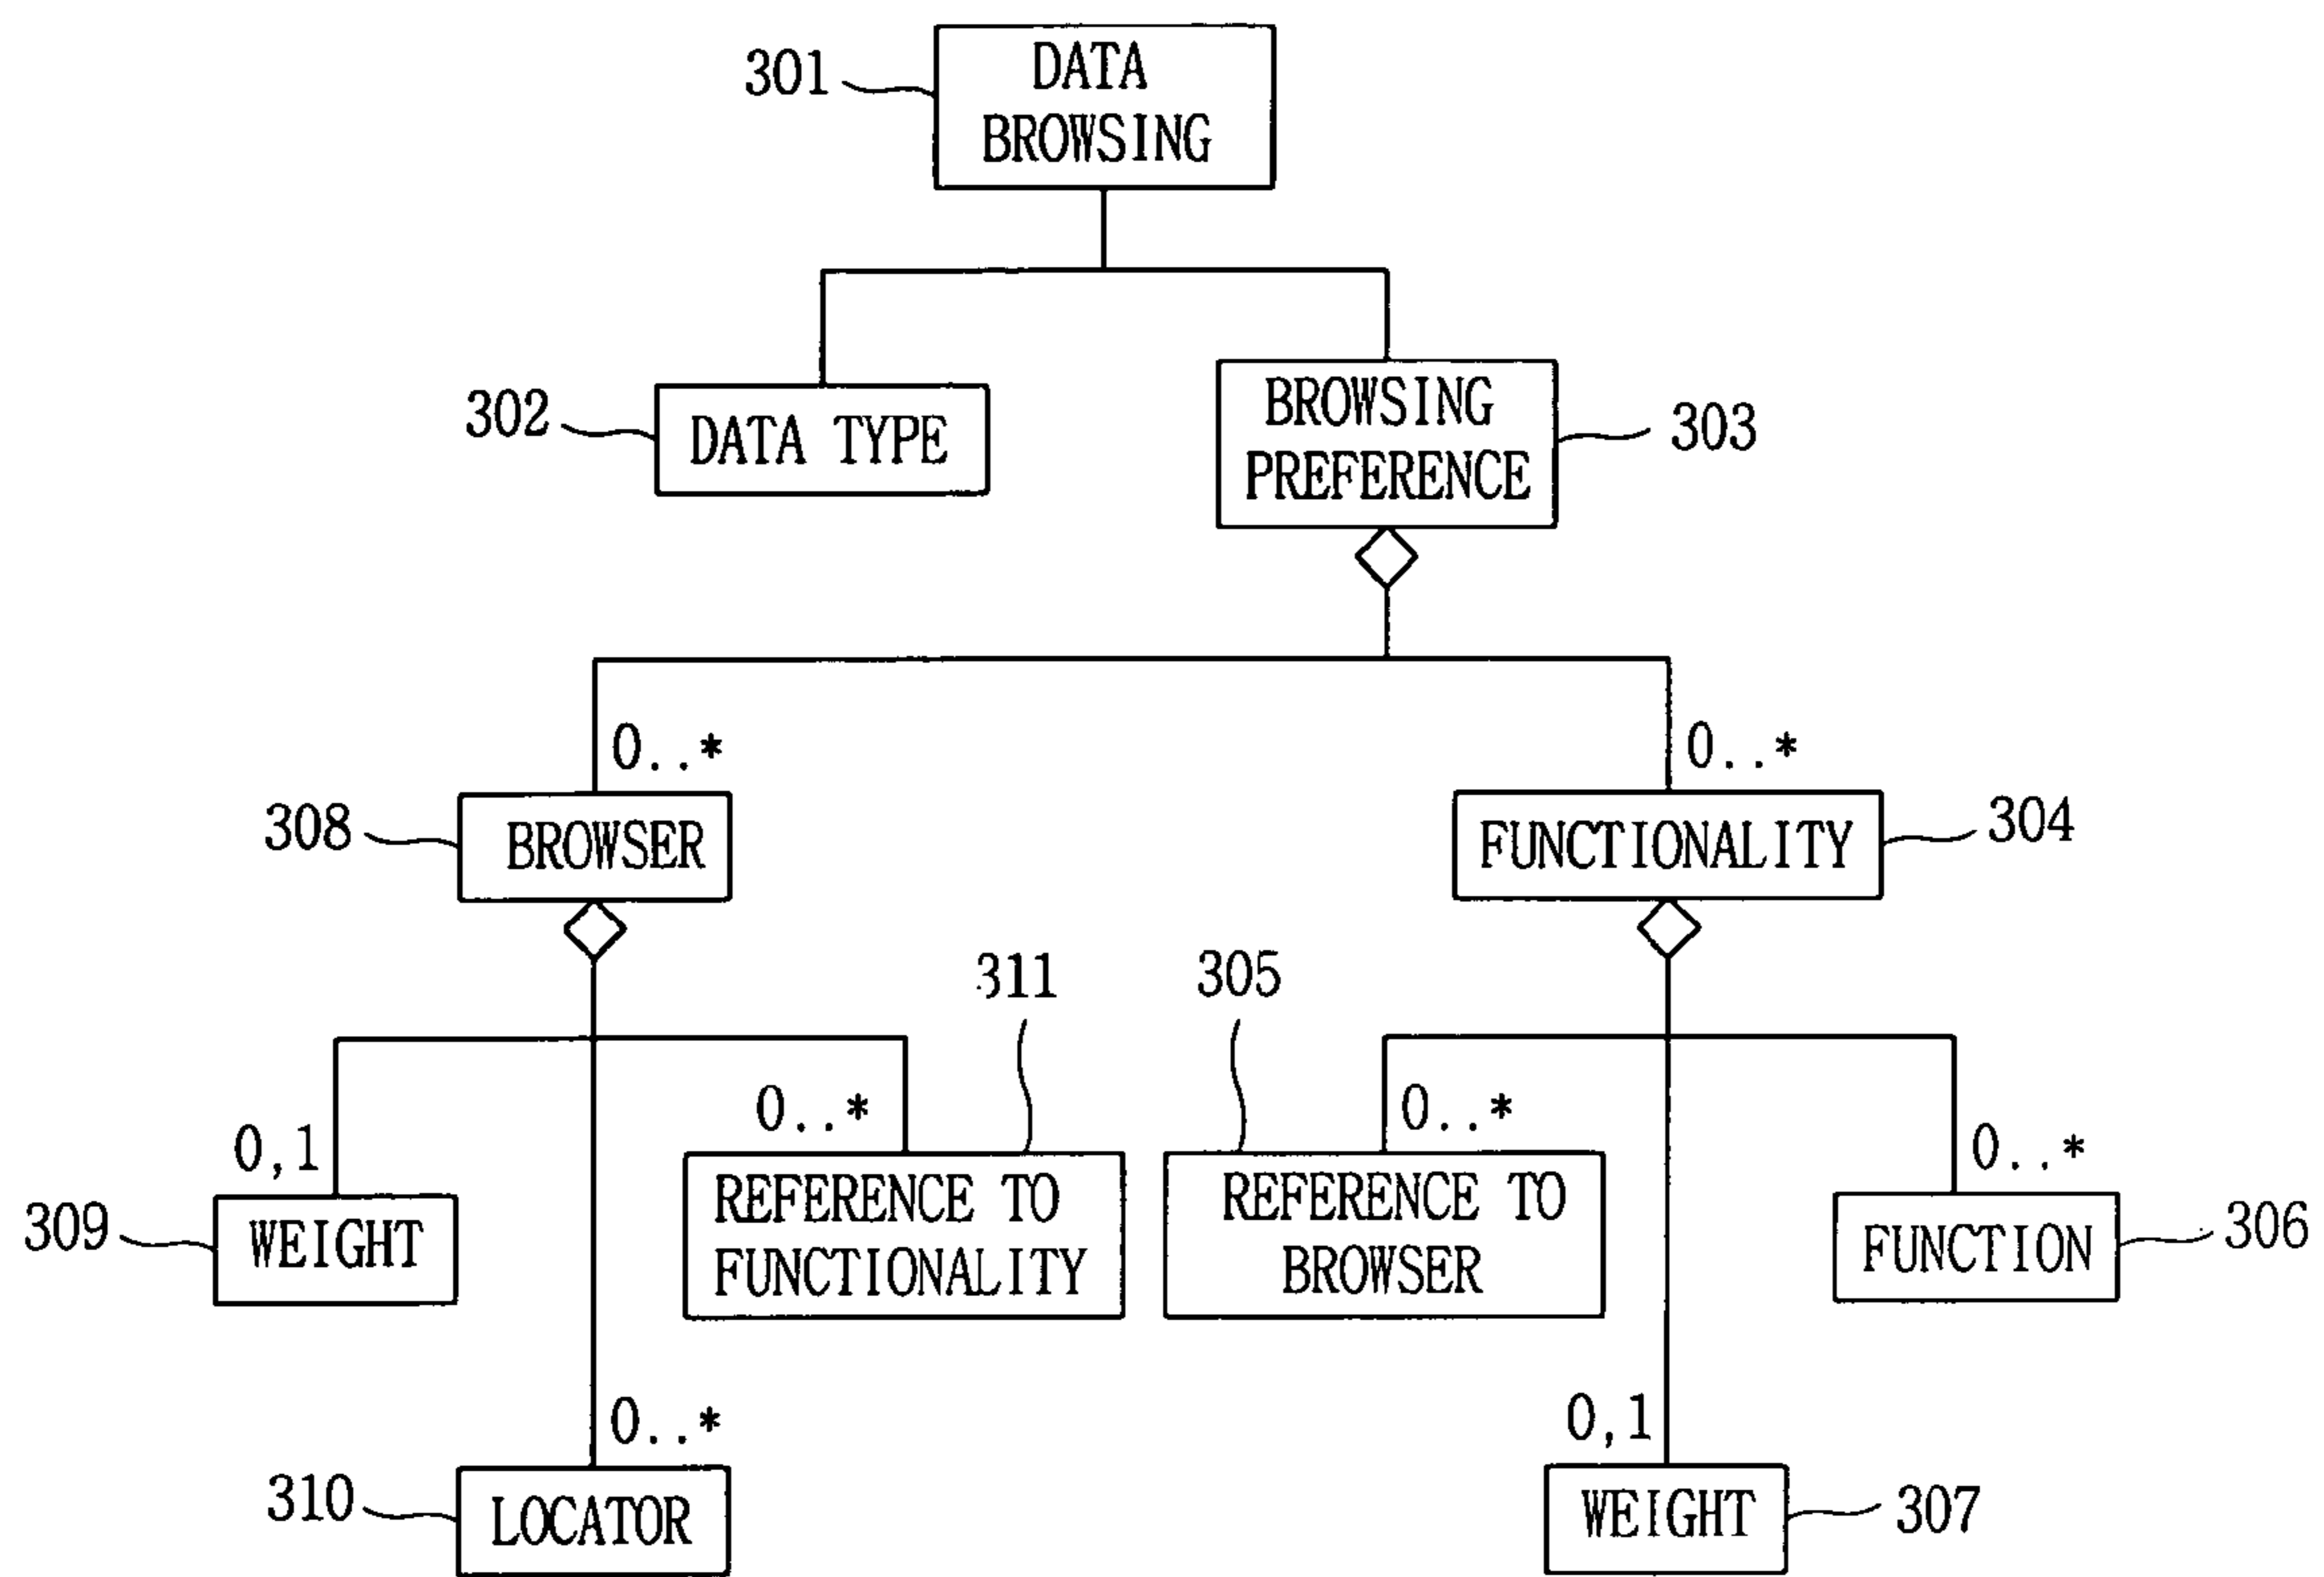 301
DATA
BROWSING
302
DATA TYPE
BROWSING
PREFERENCE
303
0..*
0..*
308
BROWSER
FUNCTIONALITY
304
311
305
0,1
0..*
0..*
0..*
309
WEIGHT
REFERENCE TO
FUNCTIONALITY
REFERENCE TO
BROWSER
FUNCTION
306
0..*
0,1
310
LOCATOR
WEIGHT
307